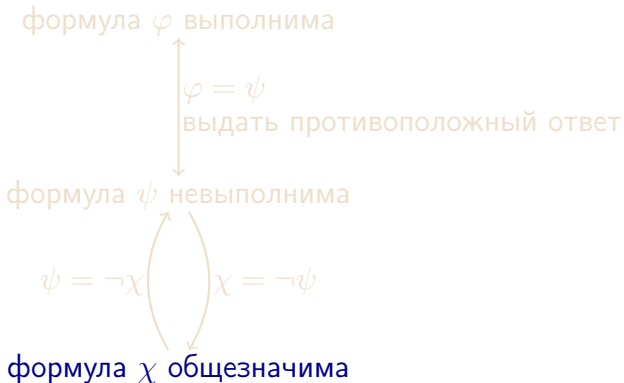 формула φ выполнима
φ = ψ
выдать противоположный ответ
формула ψ невыполнима
ψ = ¬χ χ = ¬ψ
формула χ общезначима